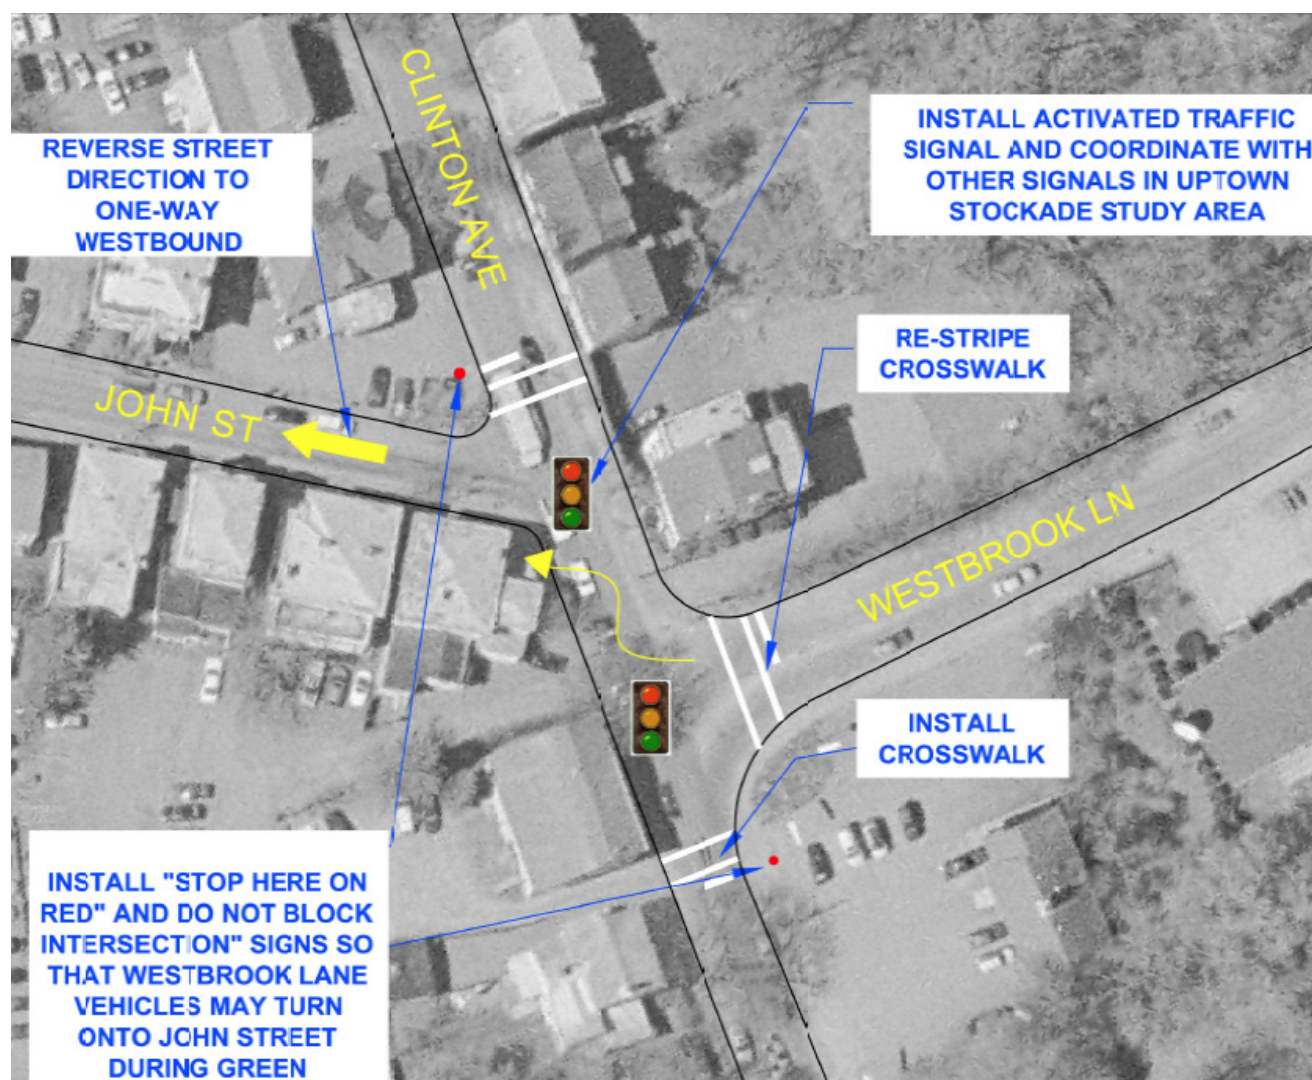 CLINTON AVE
REVERSE STREET
DIRECTION TO
ONE-WAY
WESTBOUND
INSTALL ACTIVATED TRAFFIC
SIGNAL AND COORDINATE WITH
OTHER SIGNALS IN UPTOWN
STOCKADE STUDY AREA
RE-STRIPE
CROSSWALK
JOHN ST
WESTBROOK LN
INSTALL
CROSSWALK
INSTALL "STOP HERE ON
RED" AND DO NOT BLOCK
INTERSECTION" SIGNS SO
THAT WESTBROOK LANE
VEHICLES MAY TURN
ONTO JOHN STREET
DURING GREEN